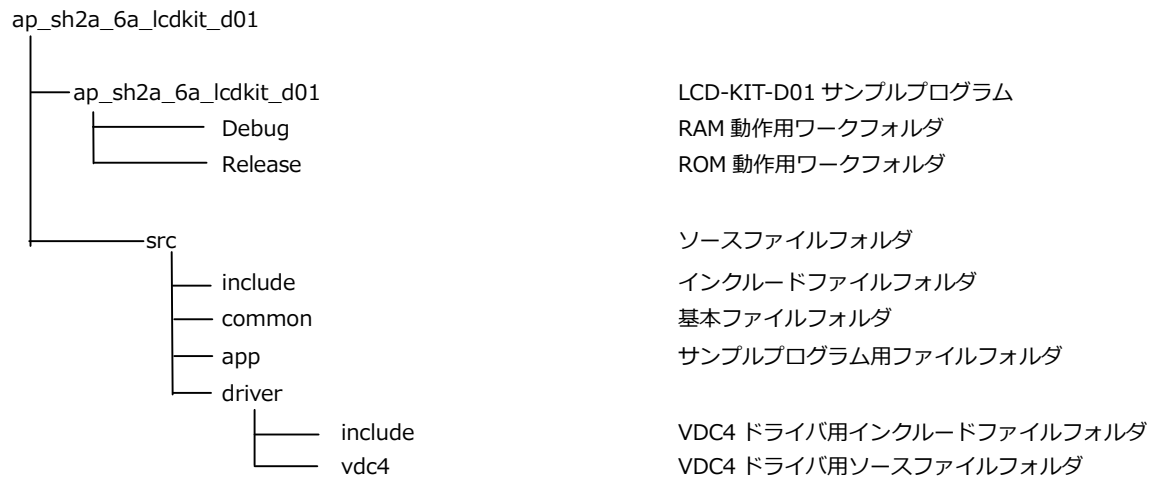 ap_sh2a_6a_lcdkit_d01
ap_sh2a_6a_lcdkit_d01 LCD-KIT-D01 サンプルプログラム
Debug RAM 動作用ワークフォルダ
Release ROM 動作用ワークフォルダ
src ソースファイルフォルダ
include インクルードファイルフォルダ
common 基本ファイルフォルダ
app サンプルプログラム用ファイルフォルダ
driver
include VDC4 ドライバ用インクルードファイルフォルダ
vdc4 VDC4 ドライバ用ソースファイルフォルダ